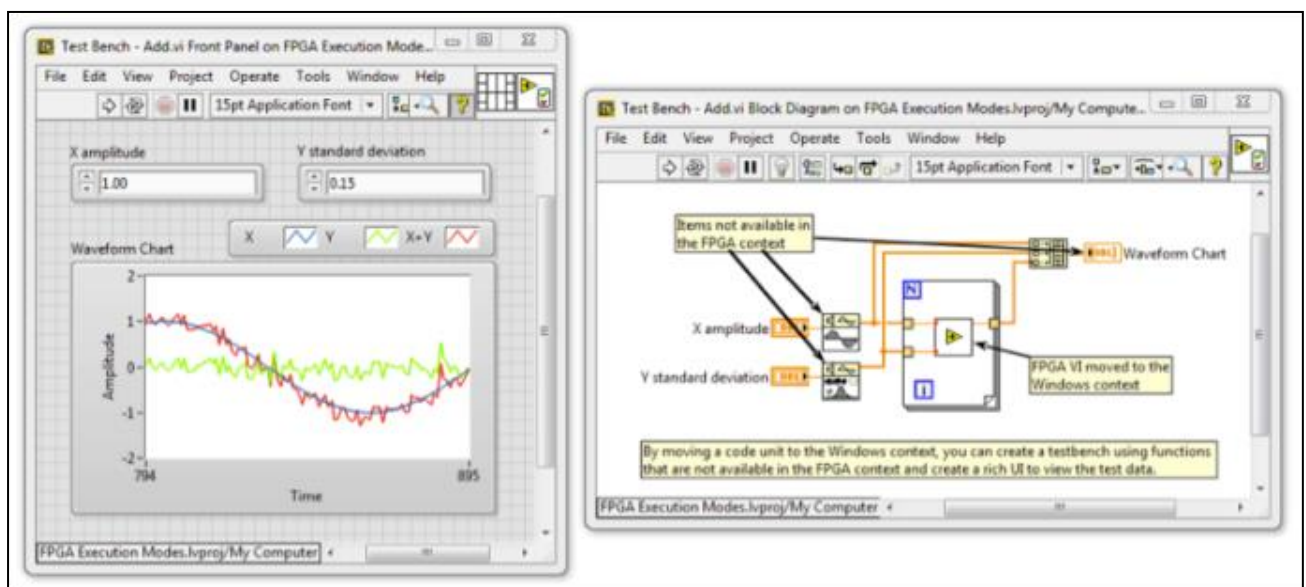 Test Bench - Add.vi Front Panel on FPGA Execution Mode...
File Edit View Project Operate Tools Window Help
15pt Application Font
X amplitude Y standard deviation
1.00 0.15
Waveform Chart X Y X+Y
2
1
0
-1
-2
Amplitude
794 895
Time
FPGA Execution Modes.lvproj/My Computer
Test Bench - Add.vi Block Diagram on FPGA Execution Modes.lvproj/My Compute...
File Edit View Project Operate Tools Window Help
15pt Application Font
Items not available in
the FPGA context
Waveform Chart
N
X amplitude
Y standard deviation
FPGA VI moved to the
Windows context
i
By moving a code unit to the Windows context, you can create a testbench using functions
that are not available in the FPGA context and create a rich UI to view the test data.
FPGA Execution Modes.lvproj/My Computer